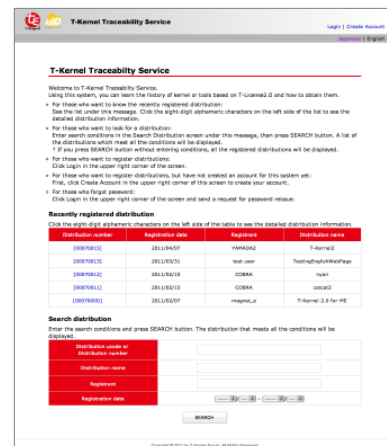 T-Kernel Traceability Service
Login | Create Account
Japanese | English
T-Kernel Traceability Service
Welcome to T-Kernel Traceability Service.
Using this system, you can learn the history of kernel or tools based on T-License2.0 and how to obtain them.
For those who want to know the recently registered distribution:
See the list under this message. Click the eight-digit alphameric characters on the left side of the list to see the
detailed distribution information.
For those who want to look for a distribution:
Enter search conditions in the Search Distribution screen under this message, then press SEARCH button. A list of
the distributions which meet all the conditions will be displayed.
* If you press SEARCH button without entering conditions, all the registered distributions will be displayed.
For those who want to register distributions:
Click Login in the upper right corner of the screen.
For those who want to register distributions, but have not created an account for this system yet:
First, click Create Account in the upper right corner of this screen to create your account.
For those who forgot password:
Click Login in the upper right corner of the screen and send a request for password reissue.
Recently registered distribution
Click the eight-digit alphameric characters on the left side of the table to see the detailed distribution information.
Distribution number Registration date Registrant Distribution name
[00070015] 2011/04/07 YAMADA2 T-Kernel2
[00070013] 2011/03/31 test user TestingEnglishWebPage
[00070012] 2011/02/15 COBRA nyan
[00070011] 2011/02/15 COBRA catcat2
[0007000D] 2011/02/07 magnet_a T-Kernel 2.0 for ME
Search distribution
Enter the search conditions and press SEARCH button. The distribution that meets all the conditions will be
displayed.
Distribution ucode or
Distribution number
Distribution name
Registrant
Registration date
SEARCH